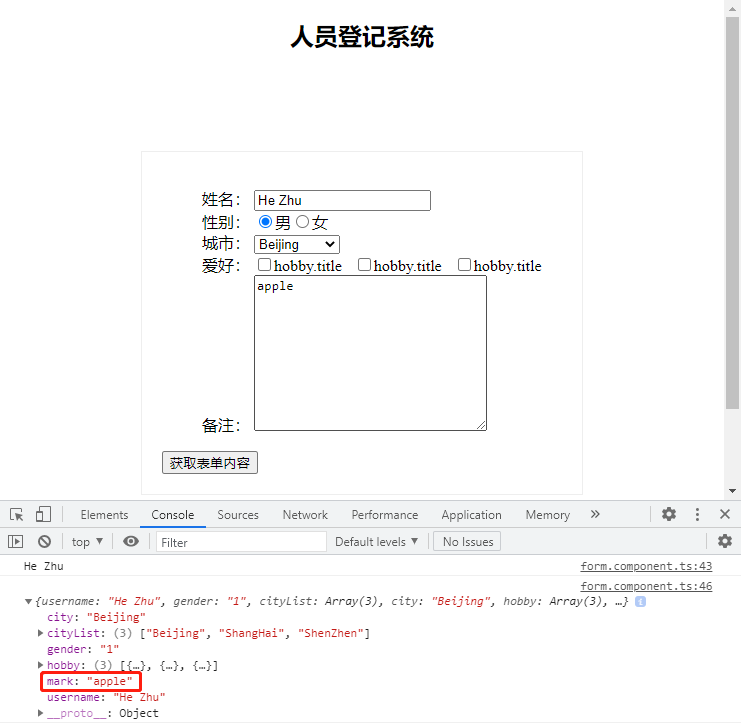 人员登记系统
姓名： He Zhu
性别： 男 女
城市： Beijing
爱好： hobby.title hobby.title hobby.title
apple
备注：
获取表单内容
Elements Console Sources Network Performance Application Memory »
top ▼ Filter Default levels ▼ No Issues
He Zhu form.component.ts:43
form.component.ts:46
▼{username: "He Zhu", gender: "1", cityList: Array(3), city: "Beijing", hobby: Array(3), …} i
city: "Beijing"
▶cityList: (3) ["Beijing", "ShangHai", "ShenZhen"]
gender: "1"
▶hobby: (3) [{…}, {…}, {…}]
mark: "apple"
username: "He Zhu"
▶__proto__: Object